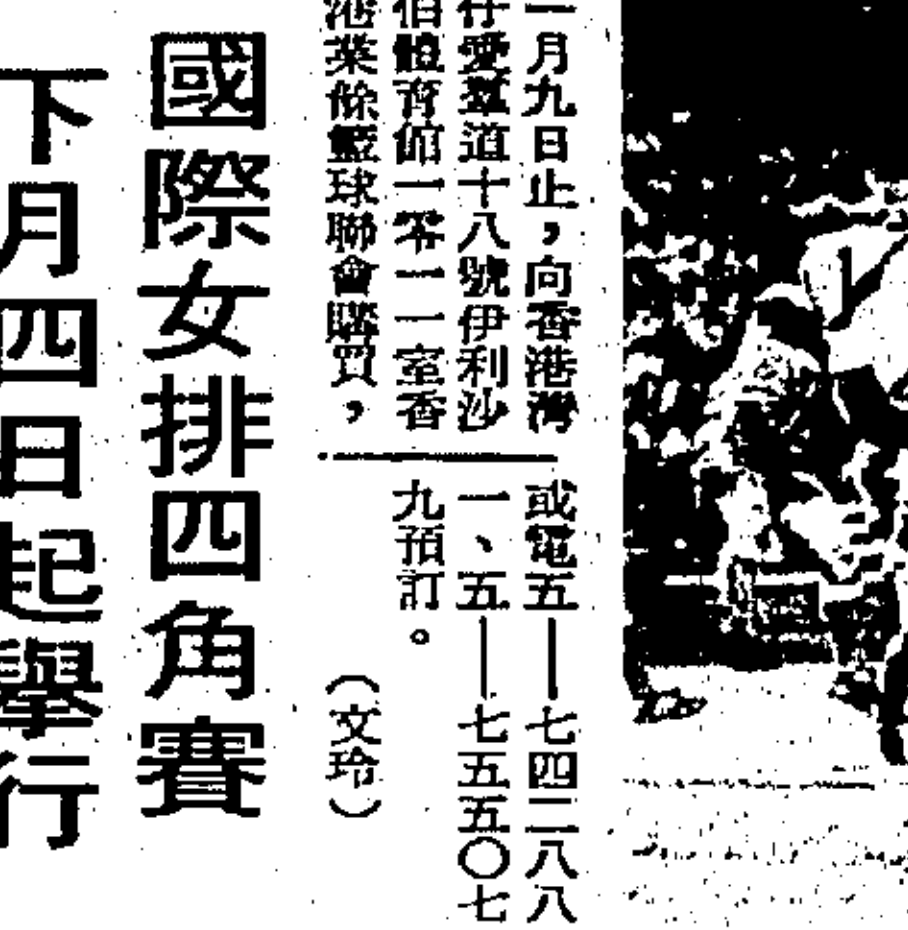 一月九日止，向香港灣
仔愛羣道十八號伊利沙
伯體育館一零一一室香
港業餘籃球聯會購買，
或電五——七四二八八
一、五——七五五〇七
九預訂。
（文玲）
國際女排四角賽
下月四日起舉行